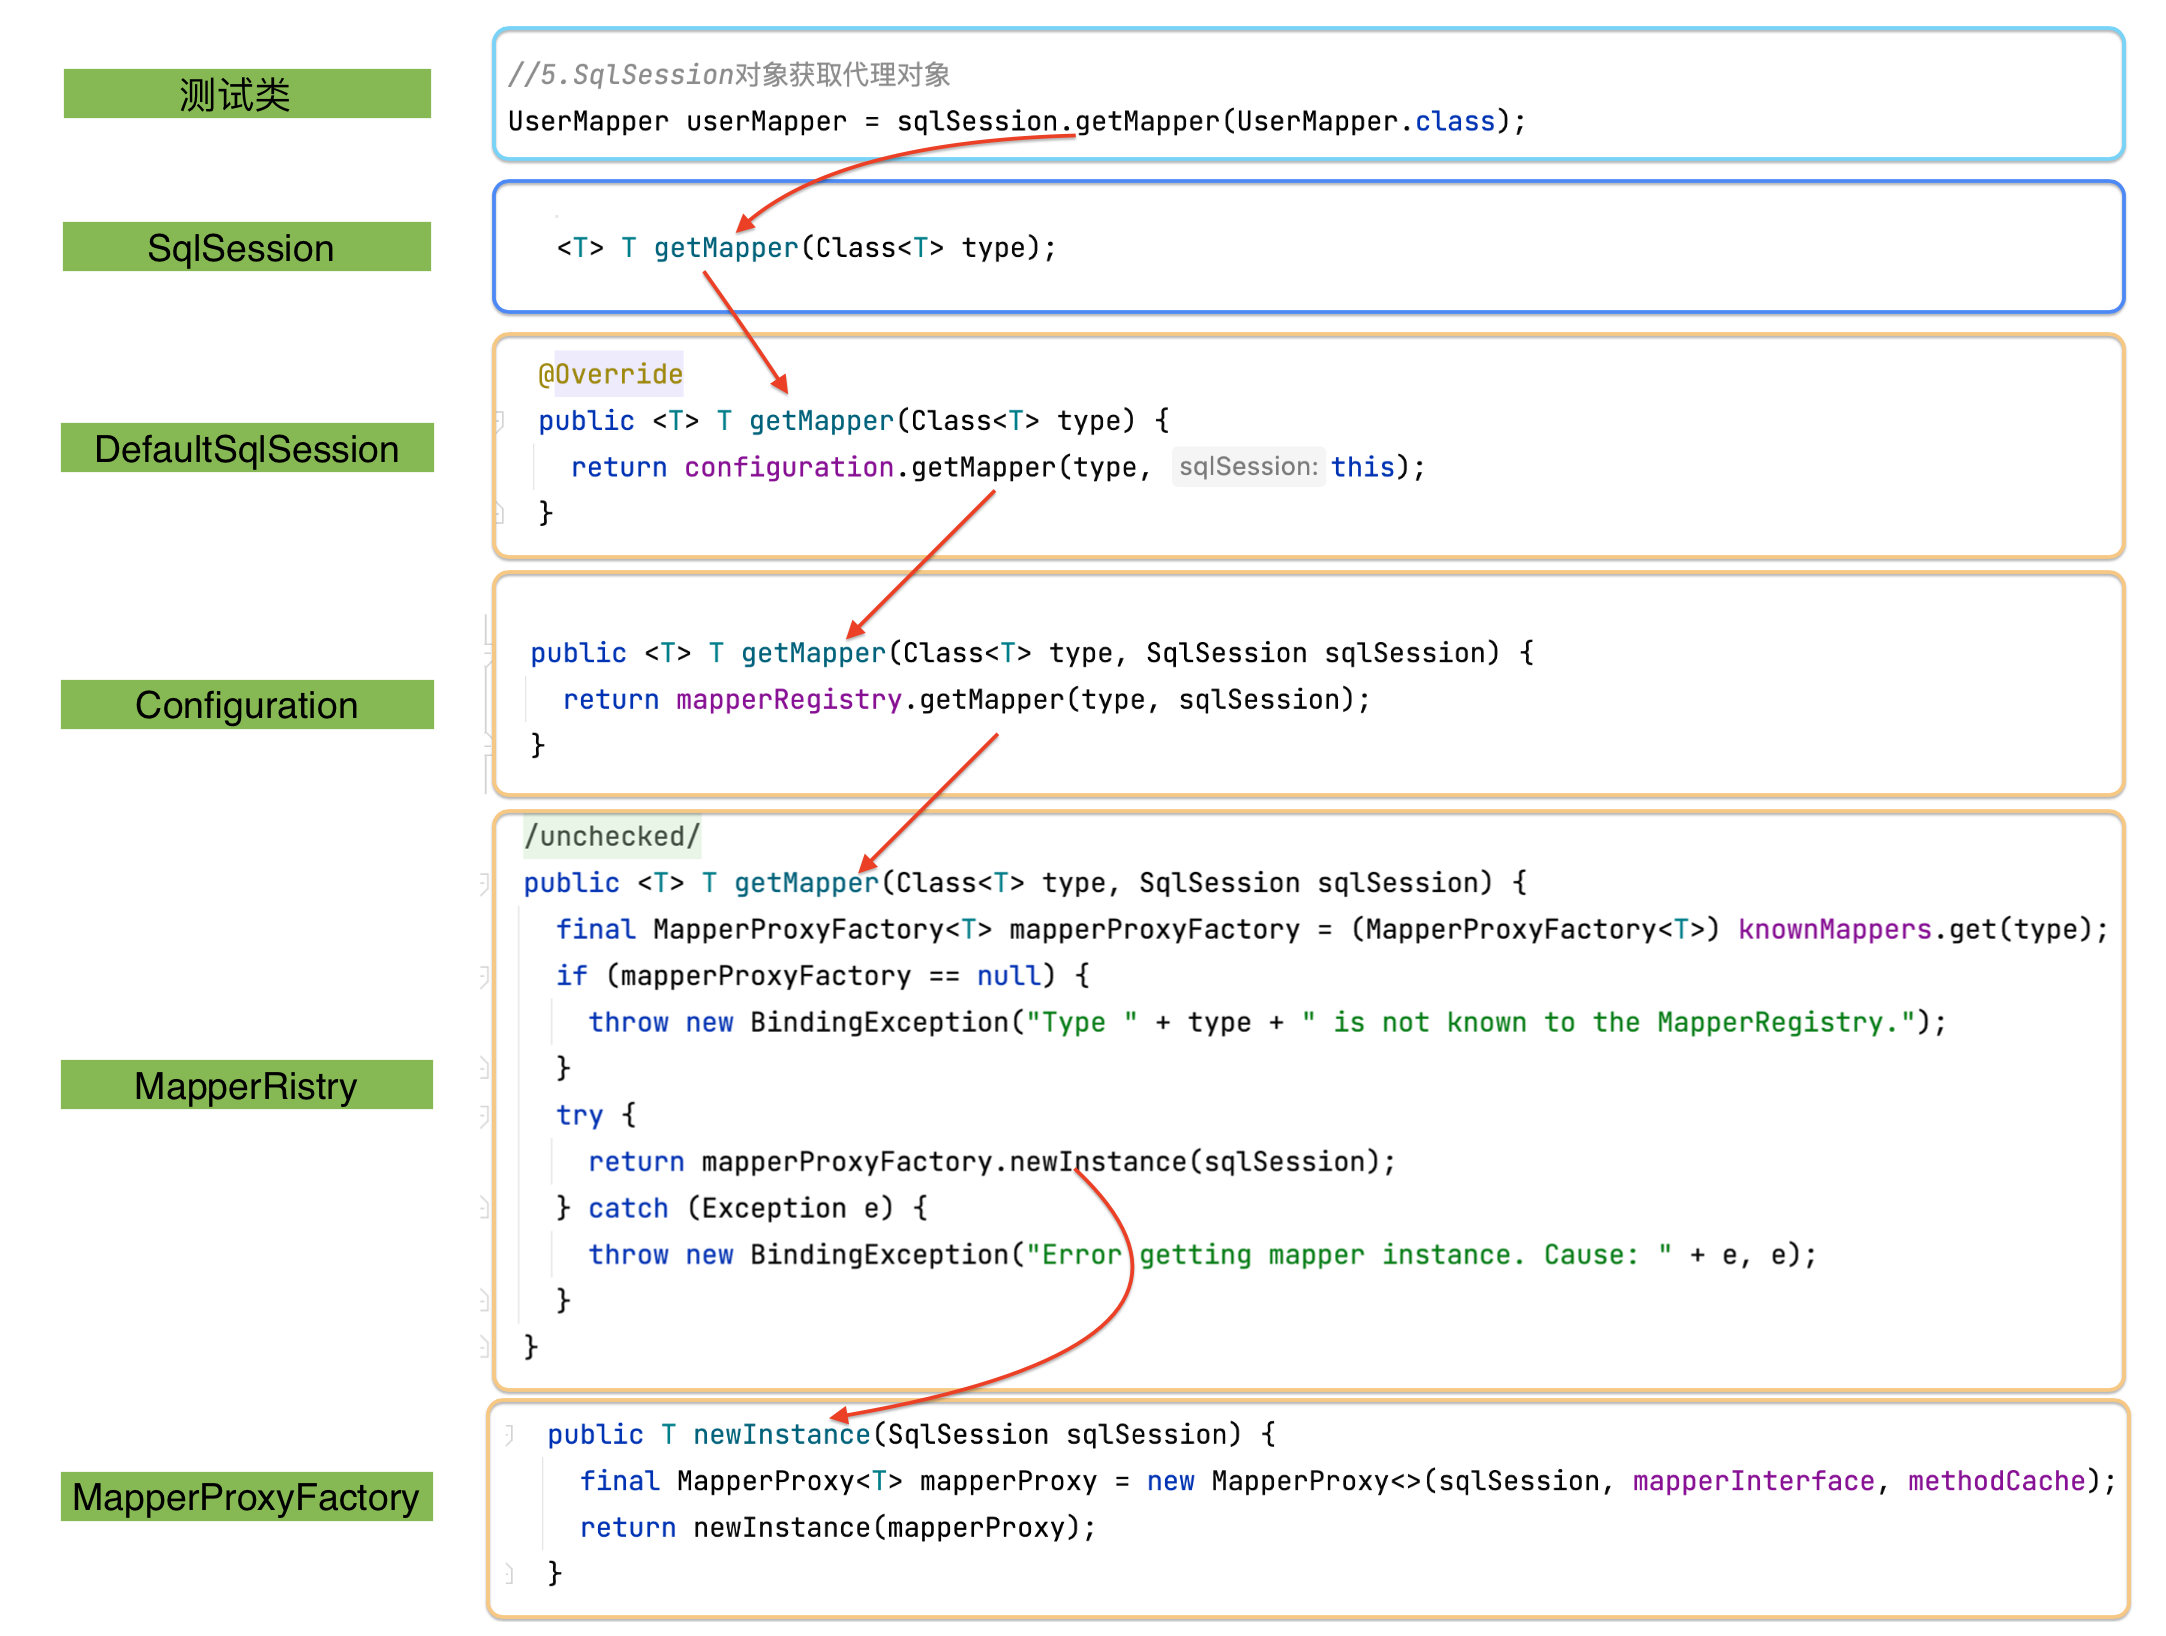 测试类
//5.SqlSession对象获取代理对象
UserMapper userMapper = sqlSession.getMapper(UserMapper.class);
SqlSession
<T> T getMapper(Class<T> type);
DefaultSqlSession
@Override
public <T> T getMapper(Class<T> type) {
return configuration.getMapper(type, sqlSession: this);
}
Configuration
public <T> T getMapper(Class<T> type, SqlSession sqlSession) {
return mapperRegistry.getMapper(type, sqlSession);
}
MapperRistry
/unchecked/
public <T> T getMapper(Class<T> type, SqlSession sqlSession) {
final MapperProxyFactory<T> mapperProxyFactory = (MapperProxyFactory<T>) knownMappers.get(type);
if (mapperProxyFactory == null) {
throw new BindingException("Type " + type + " is not known to the MapperRegistry.");
}
try {
return mapperProxyFactory.newInstance(sqlSession);
} catch (Exception e) {
throw new BindingException("Error getting mapper instance. Cause: " + e, e);
}
}
MapperProxyFactory
public T newInstance(SqlSession sqlSession) {
final MapperProxy<T> mapperProxy = new MapperProxy<>(sqlSession, mapperInterface, methodCache);
return newInstance(mapperProxy);
}